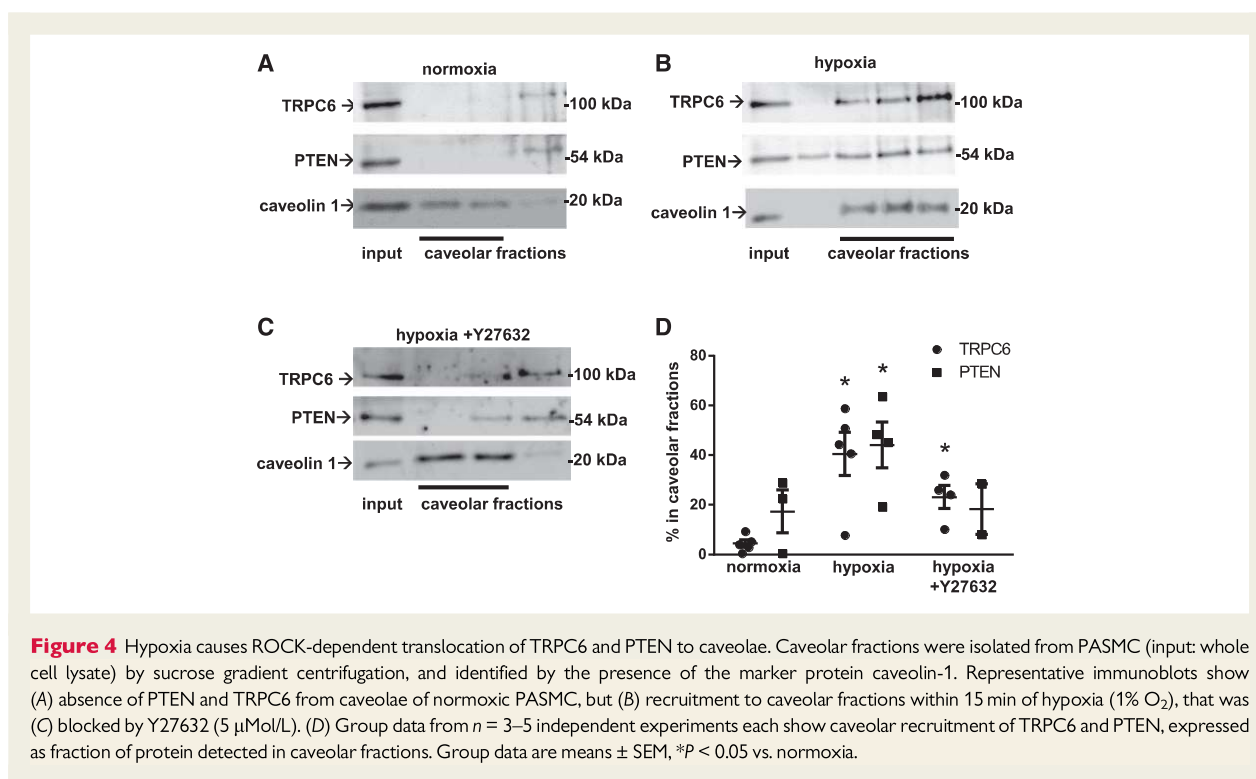 A
normoxia
TRPC6
100 kDa
PTEN
54 kDa
caveolin 1
20 kDa
input
caveolar fractions
B
hypoxia
TRPC6
100 kDa
PTEN
54 kDa
caveolin 1
20 kDa
input
caveolar fractions
C
hypoxia +Y27632
TRPC6
100 kDa
PTEN
54 kDa
caveolin 1
20 kDa
input
caveolar fractions
D
TRPC6
PTEN
% in caveolar fractions
80
60
40
20
0
* * *
normoxia
hypoxia
hypoxia
+Y27632
Figure 4 Hypoxia causes ROCK-dependent translocation of TRPC6 and PTEN to caveolae. Caveolar fractions were isolated from PASMC (input: whole
cell lysate) by sucrose gradient centrifugation, and identified by the presence of the marker protein caveolin-1. Representative immunoblots show
(A) absence of PTEN and TRPC6 from caveolae of normoxic PASMC, but (B) recruitment to caveolar fractions within 15 min of hypoxia (1% O₂), that was
(C) blocked by Y27632 (5 μMol/L). (D) Group data from n = 3–5 independent experiments each show caveolar recruitment of TRPC6 and PTEN, expressed
as fraction of protein detected in caveolar fractions. Group data are means ± SEM, *P < 0.05 vs. normoxia.